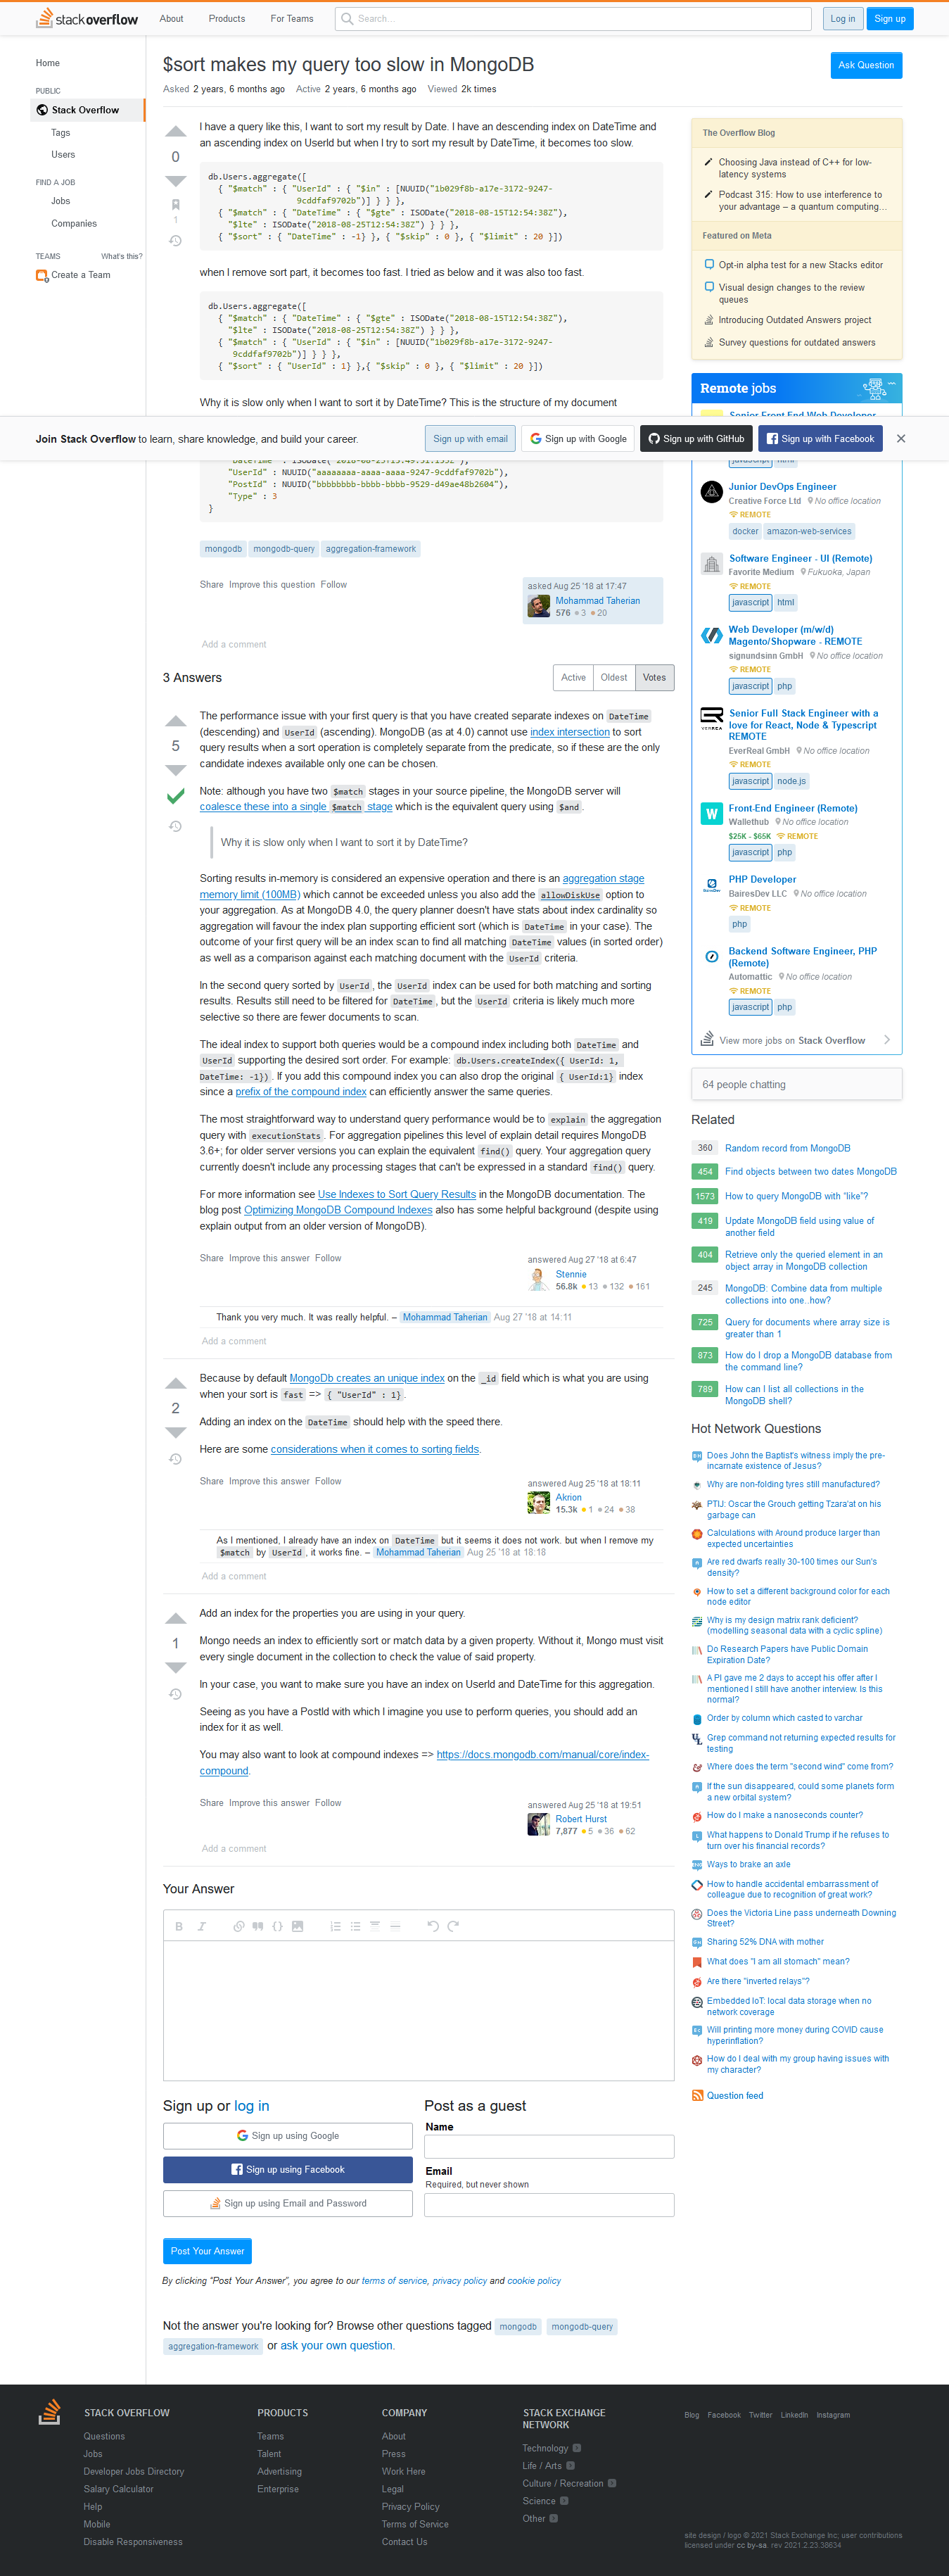 stackoverflow
About
Products
For Teams
Search...
Log in
Sign up
Home
PUBLIC
Stack Overflow
Tags
Users
FIND A JOB
Jobs
Companies
TEAMS
What's this?
Create a Team
$sort makes my query too slow in MongoDB
Ask Question
Asked 2 years, 6 months ago Active 2 years, 6 months ago Viewed 2k times
0
1
I have a query like this, I want to sort my result by Date. I have an descending index on DateTime and
an ascending index on UserId but when I try to sort my result by DateTime, it becomes too slow.
db.Users.aggregate([
{ "$match" : { "UserId" : { "$in" : [NUUID("1b029f8b-a17e-3172-9247-
9cddfaf9702b")] } } },
{ "$match" : { "DateTime" : { "$gte" : ISODate("2018-08-15T12:54:38Z"),
"$lte" : ISODate("2018-08-25T12:54:38Z") } } },
{ "$sort" : { "DateTime" : -1} }, { "$skip" : 0 }, { "$limit" : 20 }])
when I remove sort part, it becomes too fast. I tried as below and it was also too fast.
db.Users.aggregate([
{ "$match" : { "DateTime" : { "$gte" : ISODate("2018-08-15T12:54:38Z"),
"$lte" : ISODate("2018-08-25T12:54:38Z") } } },
{ "$match" : { "UserId" : { "$in" : [NUUID("1b029f8b-a17e-3172-9247-
9cddfaf9702b")] } } },
{ "$sort" : { "UserId" : 1} },{ "$skip" : 0 }, { "$limit" : 20 }])
Why it is slow only when I want to sort it by DateTime? This is the structure of my document
Join Stack Overflow to learn, share knowledge, and build your career.
Sign up with email
Sign up with Google
Sign up with GitHub
Sign up with Facebook
"UserId" : NUUID("aaaaaaaa-aaaa-aaaa-9247-9cddfaf9702b"),
"PostId" : NUUID("bbbbbbbb-bbbb-bbbb-9529-d49ae48b2604"),
"Type" : 3
}
mongodb mongodb-query aggregation-framework
Share Improve this question Follow
asked Aug 25 '18 at 17:47
Mohammad Taherian
576 3 20
Add a comment
3 Answers
Active Oldest Votes
5
The performance issue with your first query is that you have created separate indexes on DateTime
(descending) and UserId (ascending). MongoDB (as at 4.0) cannot use index intersection to sort
query results when a sort operation is completely separate from the predicate, so if these are the only
candidate indexes available only one can be chosen.
Note: although you have two $match stages in your source pipeline, the MongoDB server will
coalesce these into a single $match stage which is the equivalent query using $and.
Why it is slow only when I want to sort it by DateTime?
Sorting results in-memory is considered an expensive operation and there is an aggregation stage
memory limit (100MB) which cannot be exceeded unless you also add the allowDiskUse option to
your aggregation. As at MongoDB 4.0, the query planner doesn't have stats about index cardinality so
aggregation will favour the index plan supporting efficient sort (which is DateTime in your case). The
outcome of your first query will be an index scan to find all matching DateTime values (in sorted order)
as well as a comparison against each matching document with the UserId criteria.
In the second query sorted by UserId, the UserId index can be used for both matching and sorting
results. Results still need to be filtered for DateTime, but the UserId criteria is likely much more
selective so there are fewer documents to scan.
The ideal index to support both queries would be a compound index including both DateTime and
UserId supporting the desired sort order. For example: db.Users.createIndex({ UserId: 1,
DateTime: -1}). If you add this compound index you can also drop the original { UserId:1} index
since a prefix of the compound index can efficiently answer the same queries.
The most straightforward way to understand query performance would be to explain the aggregation
query with executionStats. For aggregation pipelines this level of explain detail requires MongoDB
3.6+; for older server versions you can explain the equivalent find() query. Your aggregation query
currently doesn't include any processing stages that can't be expressed in a standard find() query.
For more information see Use Indexes to Sort Query Results in the MongoDB documentation. The
blog post Optimizing MongoDB Compound Indexes also has some helpful background (despite using
explain output from an older version of MongoDB).
Share Improve this answer Follow
answered Aug 27 '18 at 6:47
Stennie
56.8k 13 132 161
Thank you very much. It was really helpful. – Mohammad Taherian Aug 27 '18 at 14:11
Add a comment
2
Because by default MongoDb creates an unique index on the _id field which is what you are using
when your sort is fast => { "UserId" : 1}.
Adding an index on the DateTime should help with the speed there.
Here are some considerations when it comes to sorting fields.
Share Improve this answer Follow
answered Aug 25 '18 at 18:11
Akrion
15.3k 1 24 38
As I mentioned, I already have an index on DateTime but it seems it does not work. but when I remove my
$match by UserId, it works fine. – Mohammad Taherian Aug 25 '18 at 18:18
Add a comment
1
Add an index for the properties you are using in your query.
Mongo needs an index to efficiently sort or match data by a given property. Without it, Mongo must visit
every single document in the collection to check the value of said property.
In your case, you want to make sure you have an index on UserId and DateTime for this aggregation.
Seeing as you have a PostId with which I imagine you use to perform queries, you should add an
index for it as well.
You may also want to look at compound indexes => https://docs.mongodb.com/manual/core/index-
compound.
Share Improve this answer Follow
answered Aug 25 '18 at 19:51
Robert Hurst
7,877 5 36 62
Add a comment
Your Answer
Sign up or log in
Sign up using Google
Sign up using Facebook
Sign up using Email and Password
Post as a guest
Name
Email
Required, but never shown
Post Your Answer
By clicking "Post Your Answer", you agree to our terms of service, privacy policy and cookie policy
Not the answer you're looking for? Browse other questions tagged mongodb mongodb-query
aggregation-framework or ask your own question.
The Overflow Blog
Choosing Java instead of C++ for low-
latency systems
Podcast 315: How to use interference to
your advantage – a quantum computing…
Featured on Meta
Opt-in alpha test for a new Stacks editor
Visual design changes to the review
queues
Introducing Outdated Answers project
Survey questions for outdated answers
Remote jobs
Senior Front End Web Developer
javascript html
Junior DevOps Engineer
Creative Force Ltd No office location
REMOTE
docker amazon-web-services
Software Engineer - UI (Remote)
Favorite Medium Fukuoka, Japan
REMOTE
javascript html
Web Developer (m/w/d)
Magento/Shopware - REMOTE
signundsinn GmbH No office location
REMOTE
javascript php
Senior Full Stack Engineer with a
love for React, Node & Typescript
REMOTE
EverReal GmbH No office location
REMOTE
javascript node.js
Front-End Engineer (Remote)
Wallethub No office location
$25K - $65K REMOTE
javascript php
PHP Developer
BairesDev LLC No office location
REMOTE
php
Backend Software Engineer, PHP
(Remote)
Automattic No office location
REMOTE
javascript php
View more jobs on Stack Overflow
64 people chatting
Related
360 Random record from MongoDB
454 Find objects between two dates MongoDB
1573 How to query MongoDB with "like"?
419 Update MongoDB field using value of
another field
404 Retrieve only the queried element in an
object array in MongoDB collection
245 MongoDB: Combine data from multiple
collections into one..how?
725 Query for documents where array size is
greater than 1
873 How do I drop a MongoDB database from
the command line?
789 How can I list all collections in the
MongoDB shell?
Hot Network Questions
Does John the Baptist's witness imply the pre-
incarnate existence of Jesus?
Why are non-folding tyres still manufactured?
PTIJ: Oscar the Grouch getting Tzara'at on his
garbage can
Calculations with Around produce larger than
expected uncertainties
Are red dwarfs really 30-100 times our Sun's
density?
How to set a different background color for each
node editor
Why is my design matrix rank deficient?
(modelling seasonal data with a cyclic spline)
Do Research Papers have Public Domain
Expiration Date?
A PI gave me 2 days to accept his offer after I
mentioned I still have another interview. Is this
normal?
Order by column which casted to varchar
Grep command not returning expected results for
testing
Where does the term "second wind" come from?
If the sun disappeared, could some planets form
a new orbital system?
How do I make a nanoseconds counter?
What happens to Donald Trump if he refuses to
turn over his financial records?
Ways to brake an axle
How to handle accidental embarrassment of
colleague due to recognition of great work?
Does the Victoria Line pass underneath Downing
Street?
Sharing 52% DNA with mother
What does "I am all stomach" mean?
Are there "inverted relays"?
Embedded IoT: local data storage when no
network coverage
Will printing more money during COVID cause
hyperinflation?
How do I deal with my group having issues with
my character?
Question feed
STACK OVERFLOW
Questions
Jobs
Developer Jobs Directory
Salary Calculator
Help
Mobile
Disable Responsiveness
PRODUCTS
Teams
Talent
Advertising
Enterprise
COMPANY
About
Press
Work Here
Legal
Privacy Policy
Terms of Service
Contact Us
STACK EXCHANGE
NETWORK
Technology
Life / Arts
Culture / Recreation
Science
Other
Blog Facebook Twitter LinkedIn Instagram
site design / logo © 2021 Stack Exchange Inc; user contributions
licensed under cc by-sa. rev 2021.2.23.38634